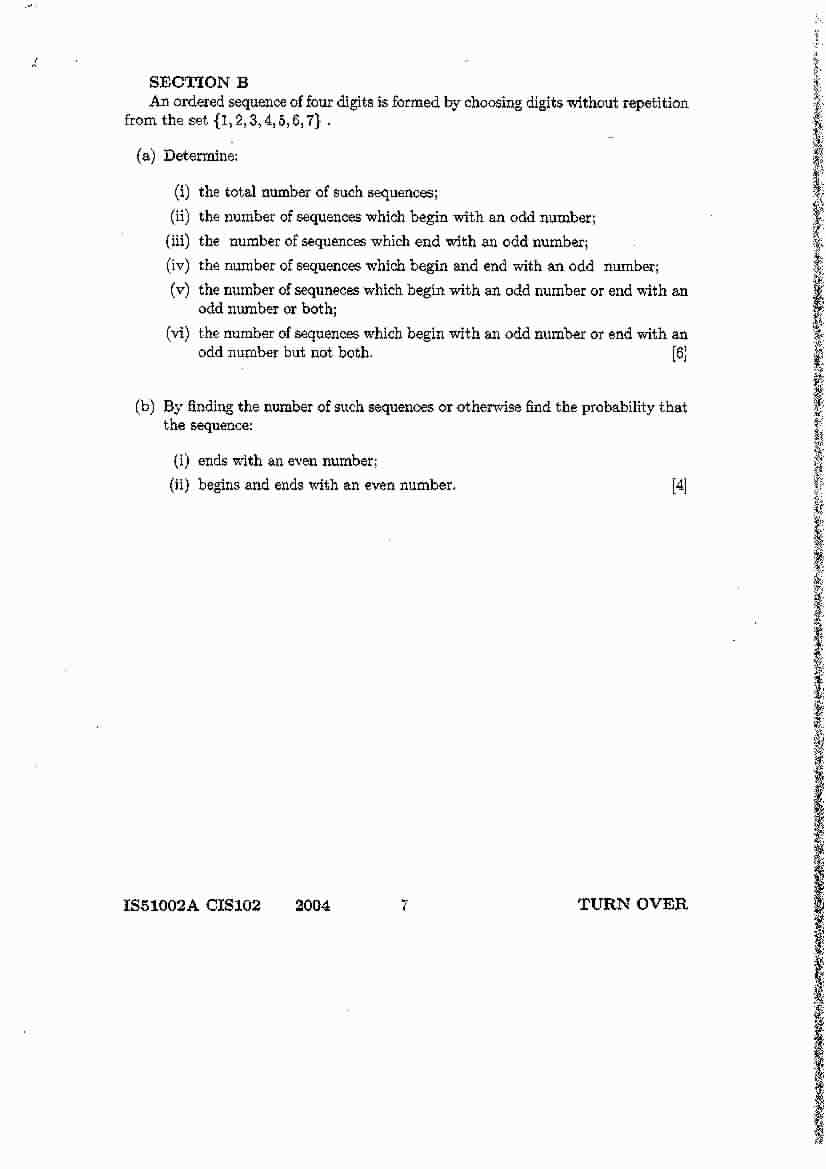 SECTION B
An ordered sequence of four digits is formed by choosing digits without repetition
from the set {1, 2, 3, 4, 5, 6, 7} .
(a) Determine:
(i) the total number of such sequences;
(ii) the number of sequences which begin with an odd number;
(iii) the number of sequences which end with an odd number;
(iv) the number of sequences which begin and end with an odd number;
(v) the number of sequneces which begin with an odd number or end with an
odd number or both;
(vi) the number of sequences which begin with an odd number or end with an
odd number but not both. [6]
(b) By finding the number of such sequences or otherwise find the probability that
the sequence:
(i) ends with an even number;
(ii) begins and ends with an even number. [4]
IS51002A CIS102 2004 7 TURN OVER